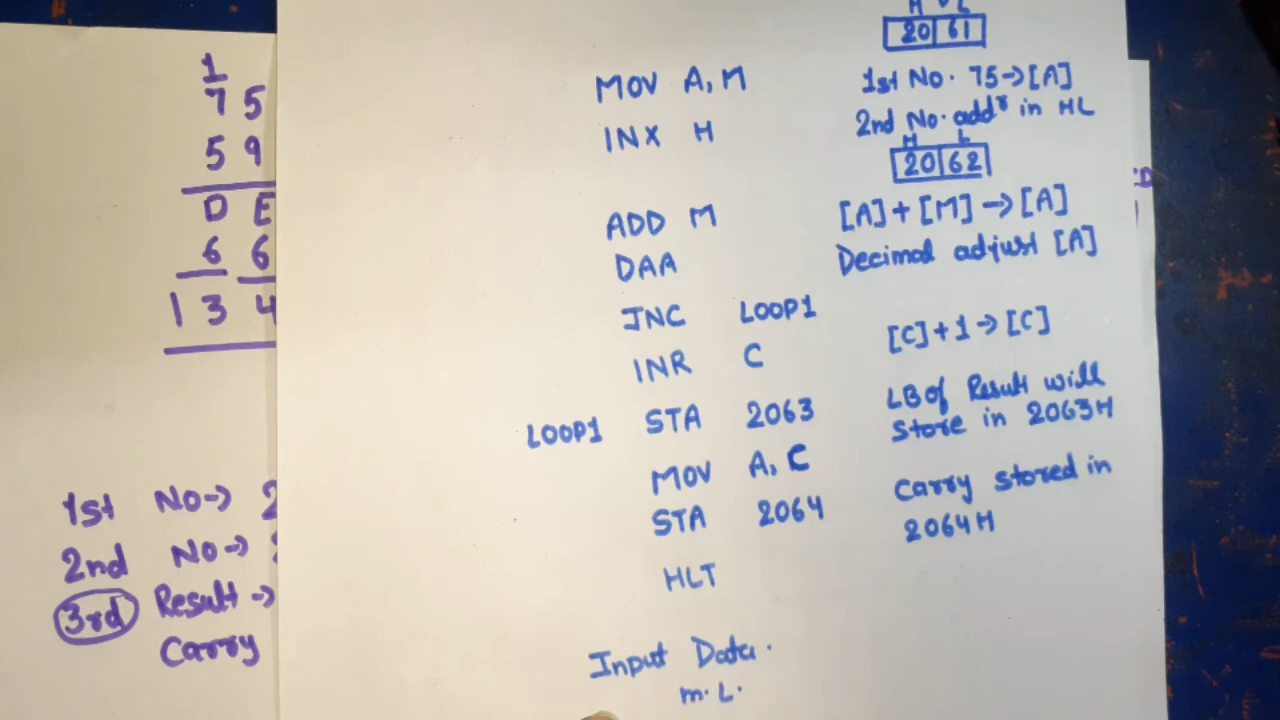 1
7 5
5 9
D E
6 6
1 3 4
1st No->
2nd No->
3rd Result ->
Carry
H L
20 61
MOV A, M 1st No. 75->[A]
INX H 2nd No. addr in HL
H L
20 62
ADD M [A]+[M]->[A]
DAA Decimal adjust [A]
JNC LOOP1
INR C [C]+1->[C]
LOOP1 STA 2063 LB of Result will
store in 2063H
MOV A, C
STA 2064 Carry stored in
2064H
HLT
Input Data.
m.L.